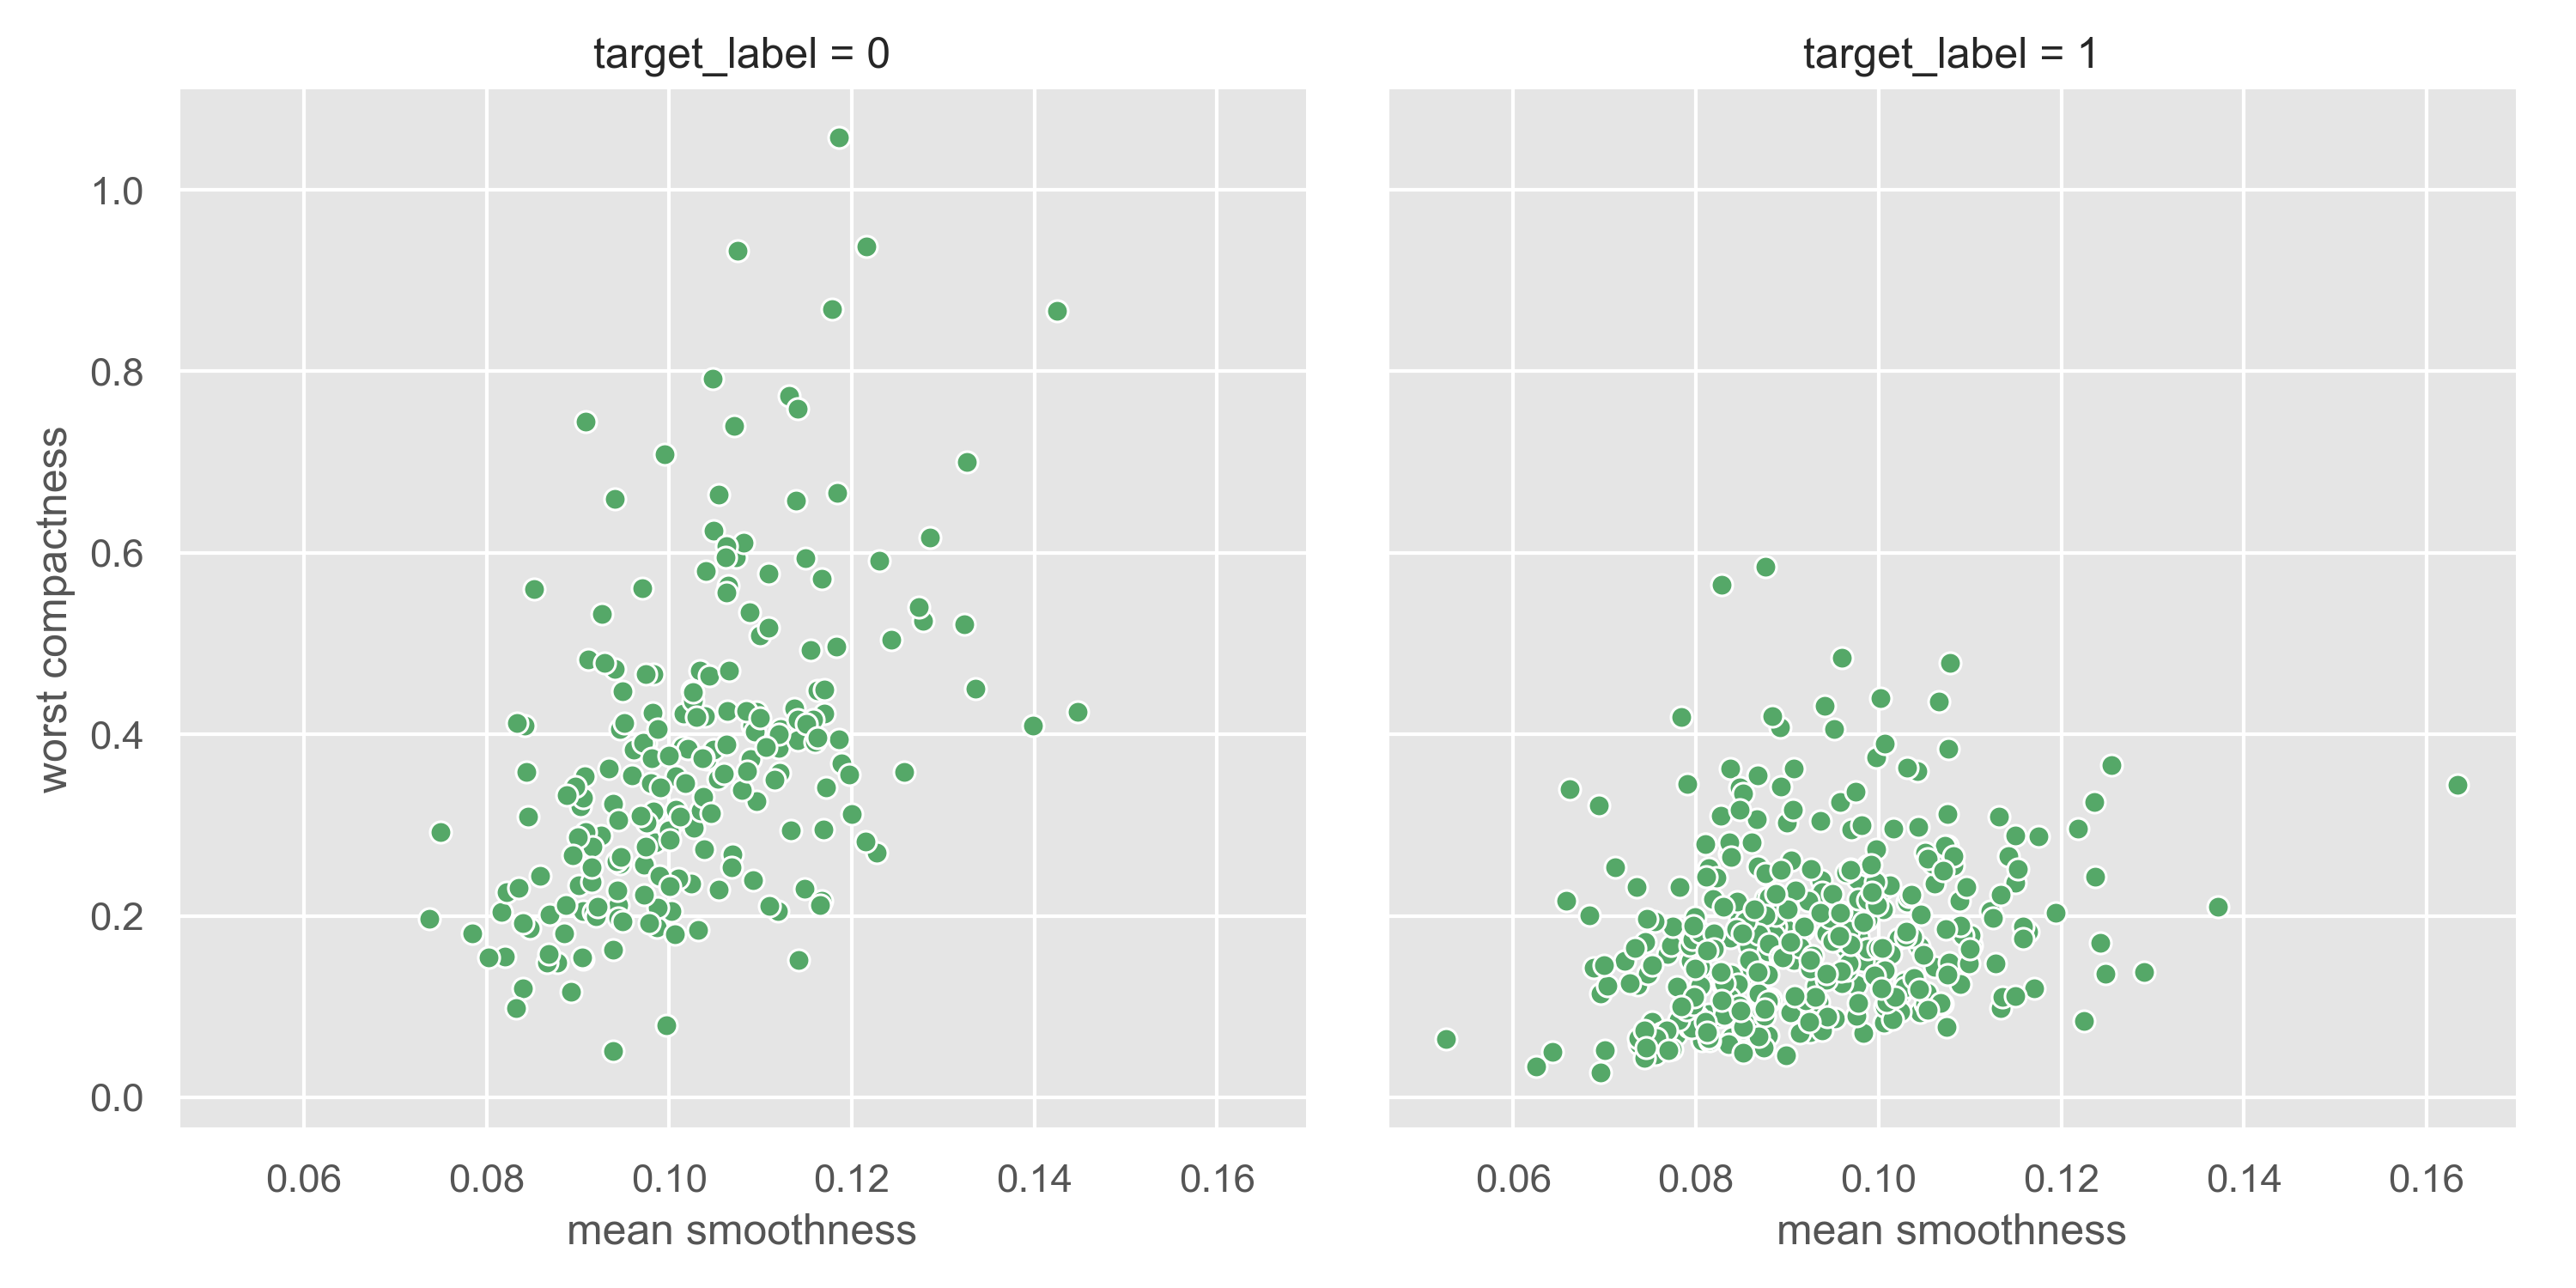 target_label = 0
target_label = 1
1.0
0.8
0.6
0.4
0.2
0.0
worst compactness
0.06 0.08 0.10 0.12 0.14 0.16
0.06 0.08 0.10 0.12 0.14 0.16
mean smoothness
mean smoothness